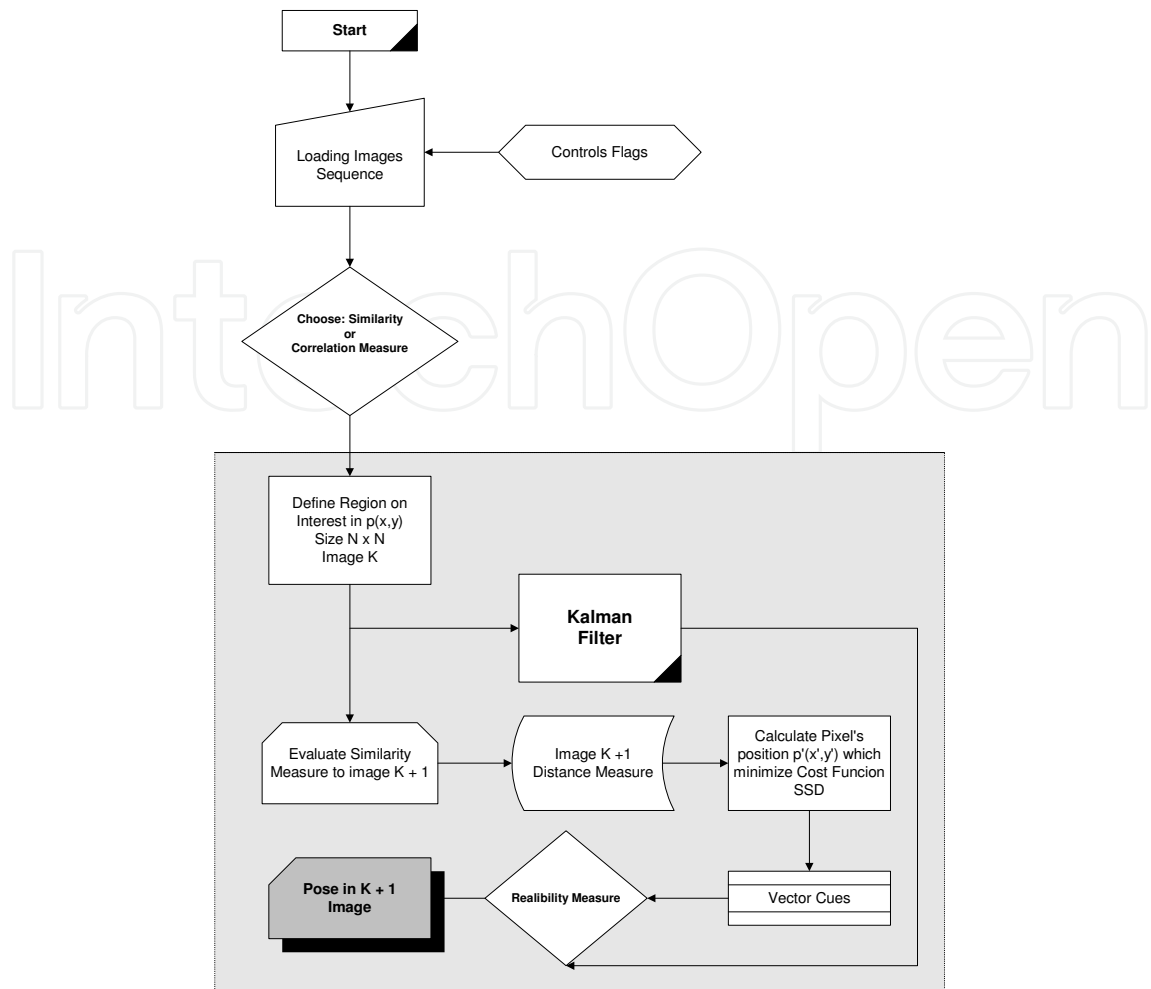 Start
Loading Images
Sequence
Controls Flags
IntechOpen
Choose: Similarity
or
Correlation Measure
Define Region on
Interest in p(x,y)
Size N x N
Image K
Kalman
Filter
Evaluate Similarity
Measure to image K + 1
Image K +1
Distance Measure
Calculate Pixel's
position p'(x',y') which
minimize Cost Funcion
SSD
Pose in K + 1
Image
Realibility Measure
Vector Cues